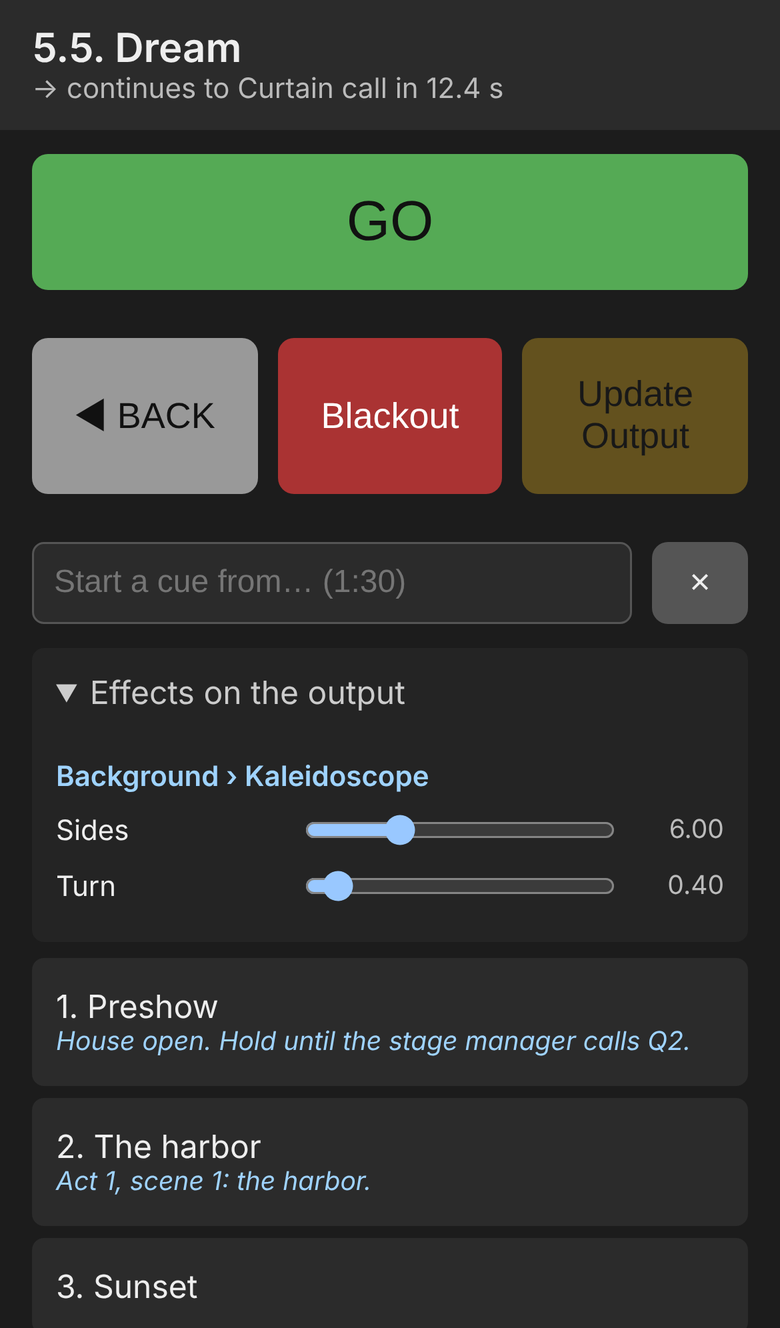 5.5. Dream
→ continues to Curtain call in 12.4 s
GO
◀ BACK
Blackout
Update
Output
Start a cue from… (1:30)
×
▼ Effects on the output
Background › Kaleidoscope
Sides 6.00
Turn 0.40
1. Preshow
House open. Hold until the stage manager calls Q2.
2. The harbor
Act 1, scene 1: the harbor.
3. Sunset